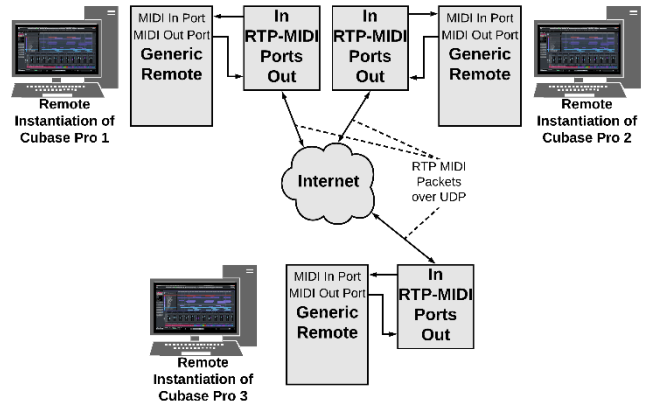 MIDI In Port
MIDI Out Port
Generic
Remote
In
RTP-MIDI
Ports
Out
In
RTP-MIDI
Ports
Out
MIDI In Port
MIDI Out Port
Generic
Remote
Remote
Instantiation of
Cubase Pro 1
Remote
Instantiation of
Cubase Pro 2
Internet
RTP MIDI
Packets
over UDP
MIDI In Port
MIDI Out Port
Generic
Remote
In
RTP-MIDI
Ports
Out
Remote
Instantiation of
Cubase Pro 3